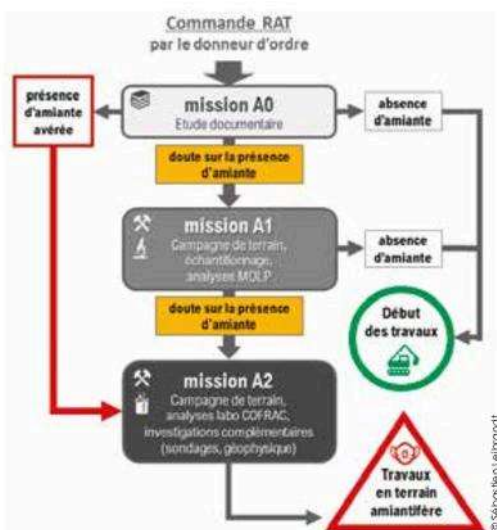 Commande RAT
par le donneur d'ordre
présence
d'amiante
avérée
mission A0
Etude documentaire
absence
d'amiante
doute sur la présence
d'amiante
mission A1
Campagne de terrain,
échantillonnage,
analyses MOLP
absence
d'amiante
doute sur la présence
d'amiante
Début
des travaux
mission A2
Campagne de terrain,
analyses labo COFRAC,
investigations complémentaires
(sondages, géophysique)
Travaux
en terrain
amiantifère